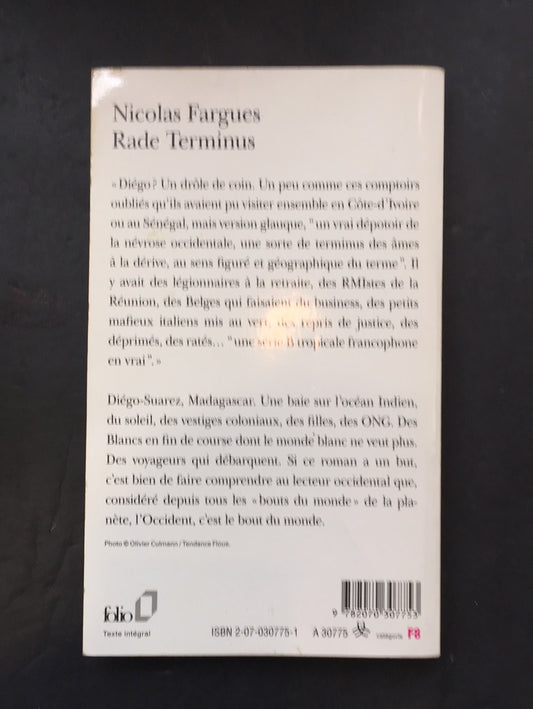 Nicolas Fargues
Rade Terminus
« Diégo ? Un drôle de coin. Un peu comme ces comptoirs
oubliés qu'ils avaient pu visiter ensemble en Côte-d'Ivoire
ou au Sénégal, mais version glauque, "un vrai dépotoir de
la névrose occidentale, une sorte de terminus des âmes
à la dérive, au sens figuré et géographique du terme". Il
y avait des légionnaires à la retraite, des RMIstes de la
Réunion, des Belges qui faisaient du business, des petits
mafieux italiens mis au vert, des repris de justice, des
déprimés, des ratés... "une série B tropicale francophone
en vrai". »
Diégo-Suarez, Madagascar. Une baie sur l'océan Indien,
du soleil, des vestiges coloniaux, des filles, des ONG. Des
Blancs en fin de course dont le monde blanc ne veut plus.
Des voyageurs qui débarquent. Si ce roman a un but,
c'est bien de faire comprendre au lecteur occidental que,
considéré depuis tous les « bouts du monde » de la pla-
nète, l'Occident, c'est le bout du monde.
Photo © Olivier Culmann / Tendance Floue.
folio
Texte intégral
9 782070 307753
ISBN 2-07-030775-1 A 30775 catégorie F8